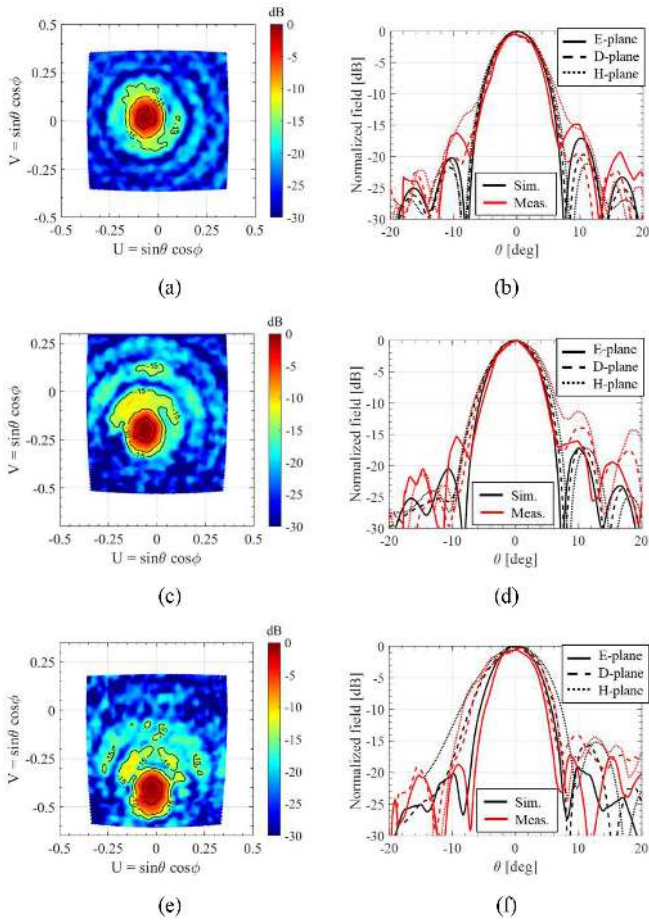 dB
0.5
0.25
0
-0.25
-0.5
V = sinθ cosϕ
-0.5 -0.25 0 0.25 0.5
U = sinθ cosϕ
0
-5
-10
-15
-20
-25
-30
-15
(a)
Normalized field [dB]
0
-5
-10
-15
-20
-25
-30
-20 -10 0 10 20
θ [deg]
E-plane
D-plane
H-plane
Sim.
Meas.
(b)
dB
0.25
0
-0.25
-0.5
V = sinθ cosϕ
-0.5 -0.25 0 0.25 0.5
U = sinθ cosϕ
0
-5
-10
-15
-20
-25
-30
-15
-15
(c)
Normalized field [dB]
0
-5
-10
-15
-20
-25
-30
-20 -10 0 10 20
θ [deg]
E-plane
D-plane
H-plane
Sim.
Meas.
(d)
dB
0.25
0
-0.25
-0.5
V = sinθ cosϕ
-0.5 -0.25 0 0.25 0.5
U = sinθ cosϕ
0
-5
-10
-15
-20
-25
-30
(e)
Normalized field [dB]
0
-5
-10
-15
-20
-25
-30
-20 -10 0 10 20
θ [deg]
E-plane
D-plane
H-plane
Sim.
Meas.
(f)